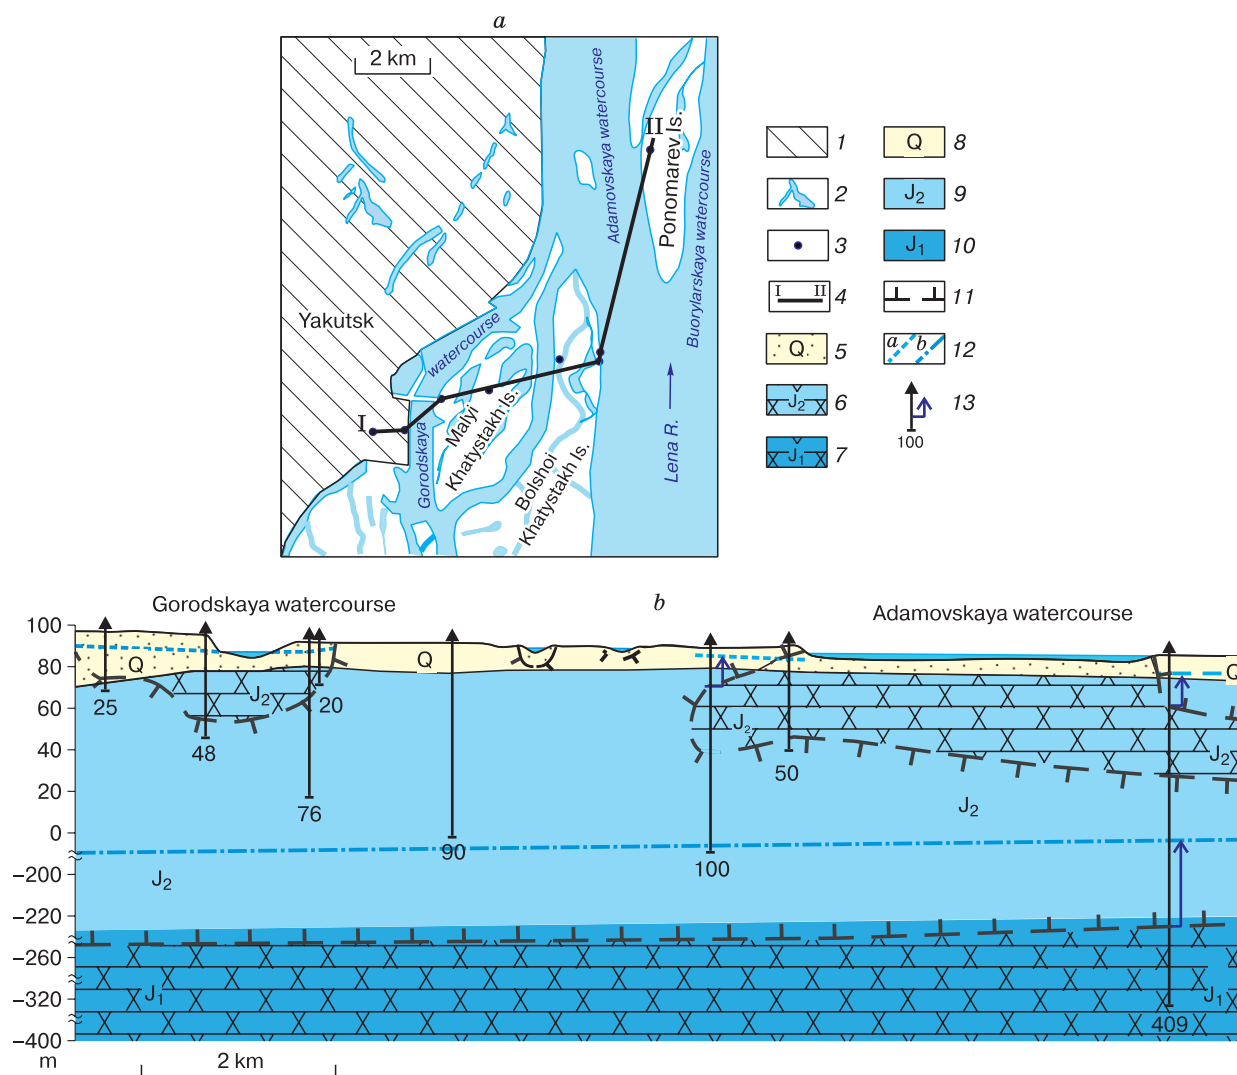 a
2 km
II
Adamovskaya watercourse
Ponomarev Is.
Buorylarskaya watercourse
Yakutsk
watercourse
I
Gorodskaya
Malyi
Khatystakh Is.
Bolshoi
Khatystakh Is.
Lena R.
1
2
3
I II
4
Q
5
J2
6
J1
7
Q
8
J2
9
J1
10
11
a b
12
100
13
b
Gorodskaya watercourse
Adamovskaya watercourse
100
80
60
40
20
0
−200
−220
−260
−320
−400
m
Q
25
48
J2
20
76
Q
90
J2
100
50
J2
Q
J2
J2
J1
J1
409
2 km